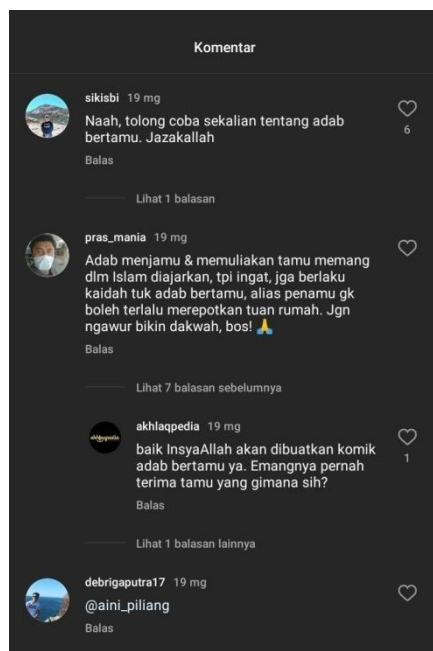 Komentar
sikisbi 19 mg
Naah, tolong coba sekalian tentang adab
bertamu. Jazakallah
6
Balas
Lihat 1 balasan
pras_mania 19 mg
Adab menjamu & memuliakan tamu memang
dlm Islam diajarkan, tpi ingat, jga berlaku
kaidah tuk adab bertamu, alias penamu gk
boleh terlalu merepotkan tuan rumah. Jgn
ngawur bikin dakwah, bos! 🙏
Balas
Lihat 7 balasan sebelumnya
akhlaqpedia
akhlaqpedia 19 mg
baik InsyaAllah akan dibuatkan komik
adab bertamu ya. Emangnya pernah
terima tamu yang gimana sih?
1
Balas
Lihat 1 balasan lainnya
debrigaputra17 19 mg
@aini_piliang
Balas